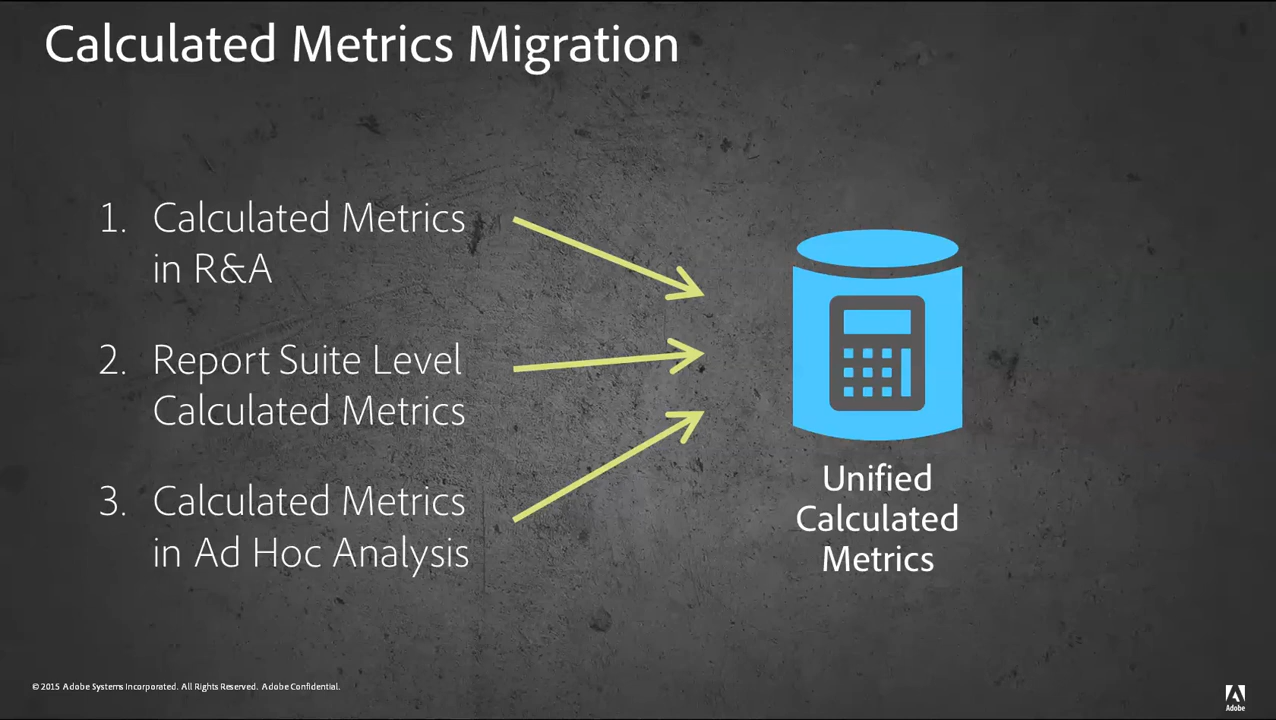 Calculated Metrics Migration
1. Calculated Metrics
in R&A
2. Report Suite Level
Calculated Metrics
3. Calculated Metrics
in Ad Hoc Analysis
Unified
Calculated
Metrics
© 2015 Adobe Systems Incorporated. All Rights Reserved. Adobe Confidential.
Adobe